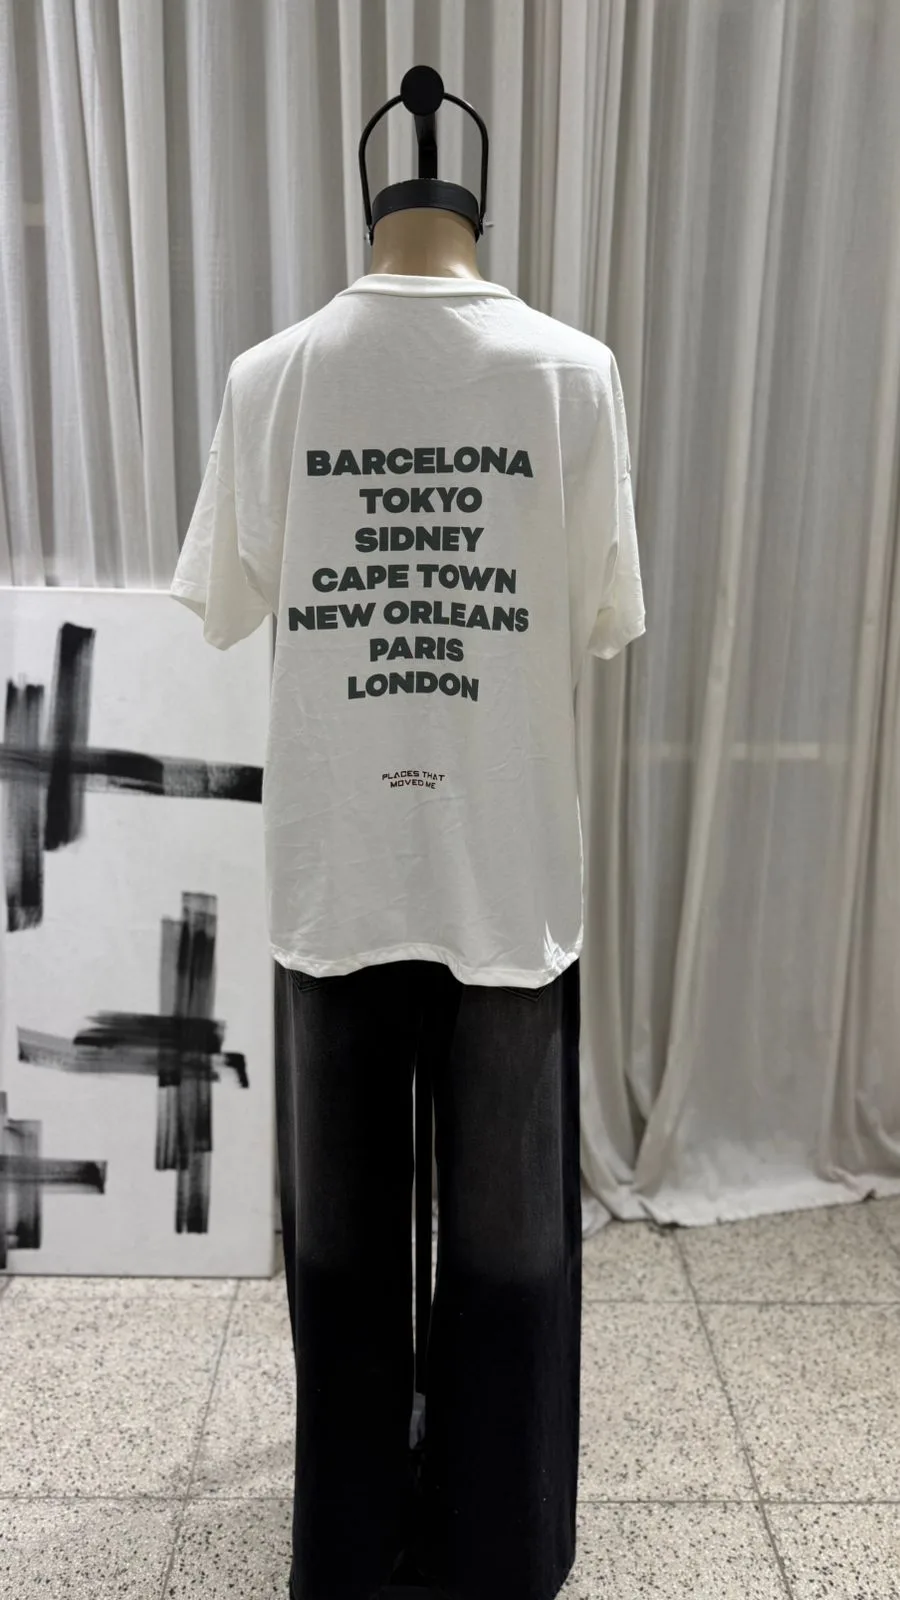 BARCELONA
TOKYO
SIDNEY
CAPE TOWN
NEW ORLEANS
PARIS
LONDON
PLACES THAT
MOVED ME